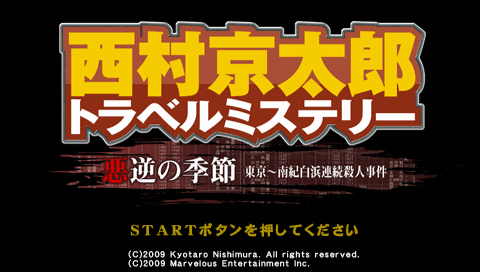 西村京太郎
トラベルミステリー
悪逆の季節 東京～南紀白浜連続殺人事件
STARTボタンを押してください
(C)2009 Kyotaro Nishimura. All rights reserved.
(C)2009 Marvelous Entertainment Inc.